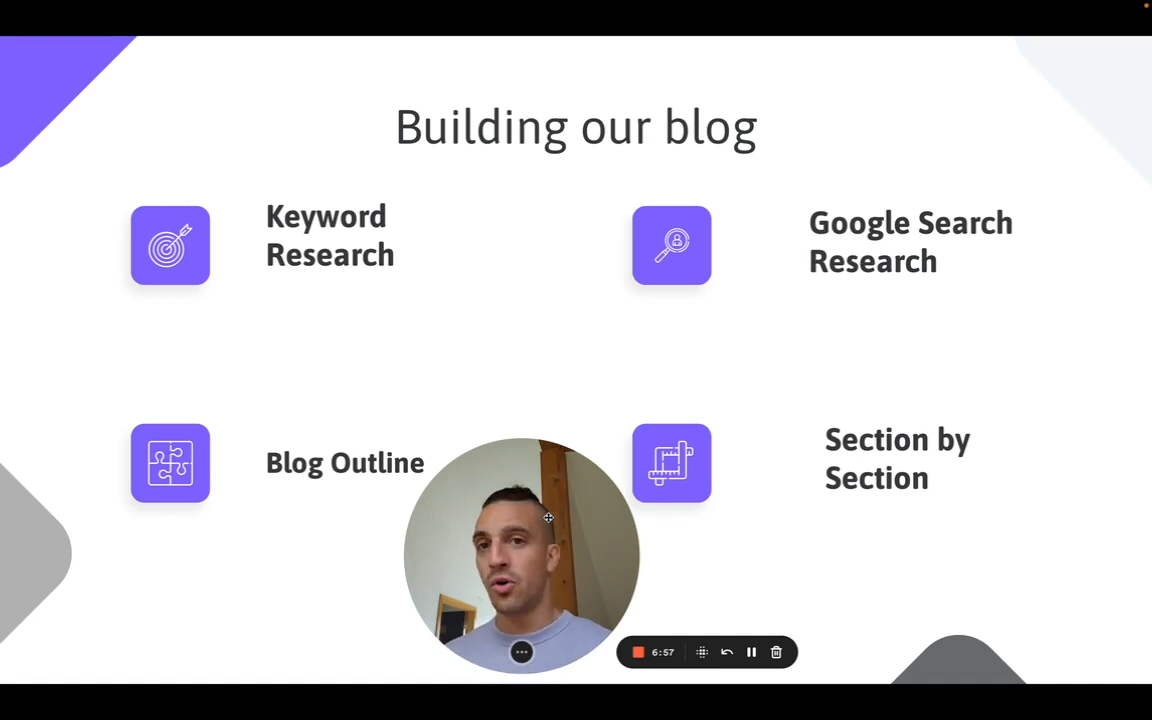 Building our blog
Keyword
Research
Google Search
Research
Blog Outline
Section by
Section
6:57